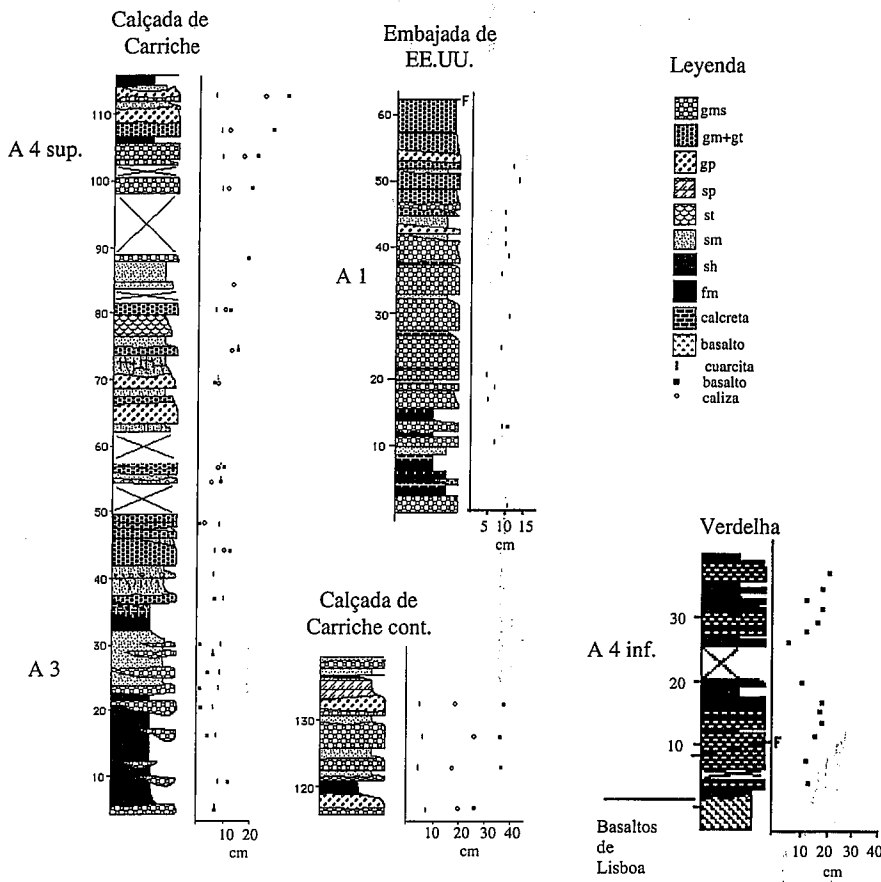 Calçada de
Carriche
A 4 sup.
110
100
90
80
70
60
50
40
30
20
10
A 3
10 20
cm
Embajada de
EE.UU.
F
60
50
40
30
20
10
A 1
5 10 15
cm
Leyenda
gms
gm+gt
gp
sp
st
sm
sh
fm
calcreta
basalto
cuarcita
basalto
caliza
Calçada de
Carriche cont.
130
120
10 20 30 40
cm
Verdelha
A 4 inf.
30
20
10
F
Basaltos
de
Lisboa
10 20 30 40
cm